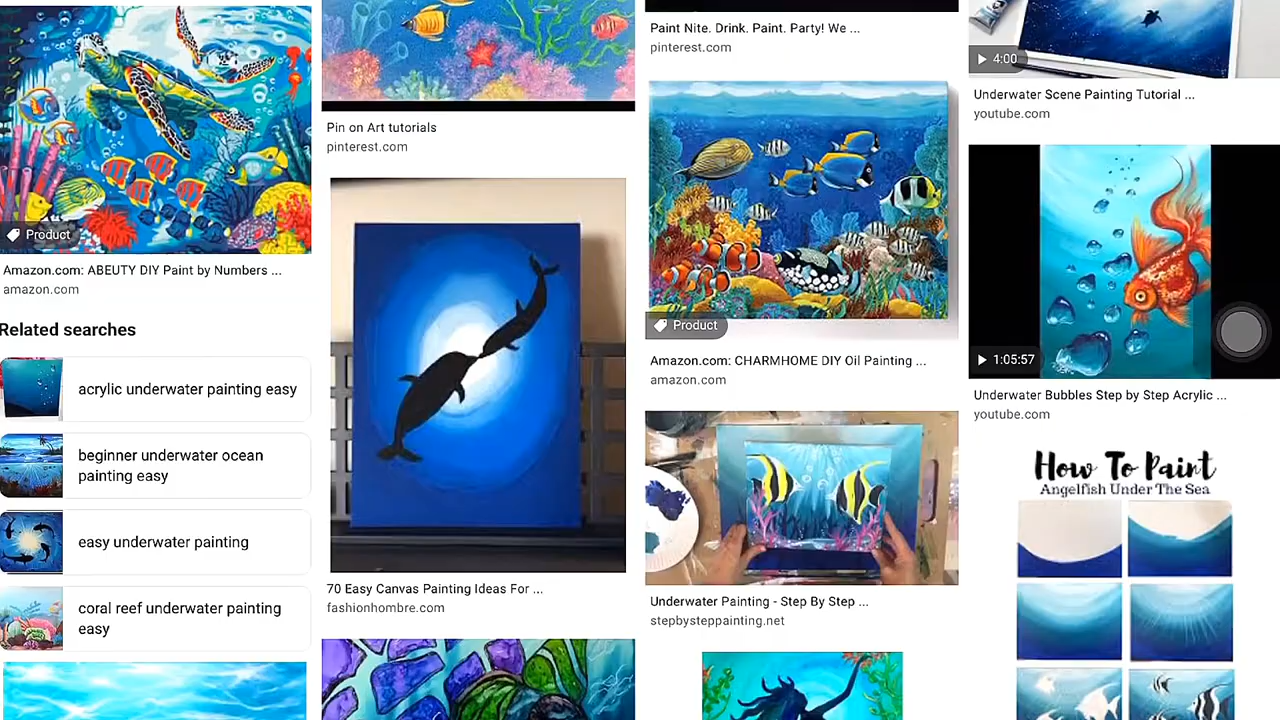 Product
Amazon.com: ABEUTY DIY Paint by Numbers ...
amazon.com
Related searches
acrylic underwater painting easy
beginner underwater ocean
painting easy
easy underwater painting
coral reef underwater painting
easy
Pin on Art tutorials
pinterest.com
70 Easy Canvas Painting Ideas For ...
fashionhombre.com
Paint Nite. Drink. Paint. Party! We ...
pinterest.com
Product
Amazon.com: CHARMHOME DIY Oil Painting ...
amazon.com
Underwater Painting - Step By Step ...
stepbysteppainting.net
4:00
Underwater Scene Painting Tutorial ...
youtube.com
1:05:57
Underwater Bubbles Step by Step Acrylic ...
youtube.com
How To Paint
Angelfish Under The Sea